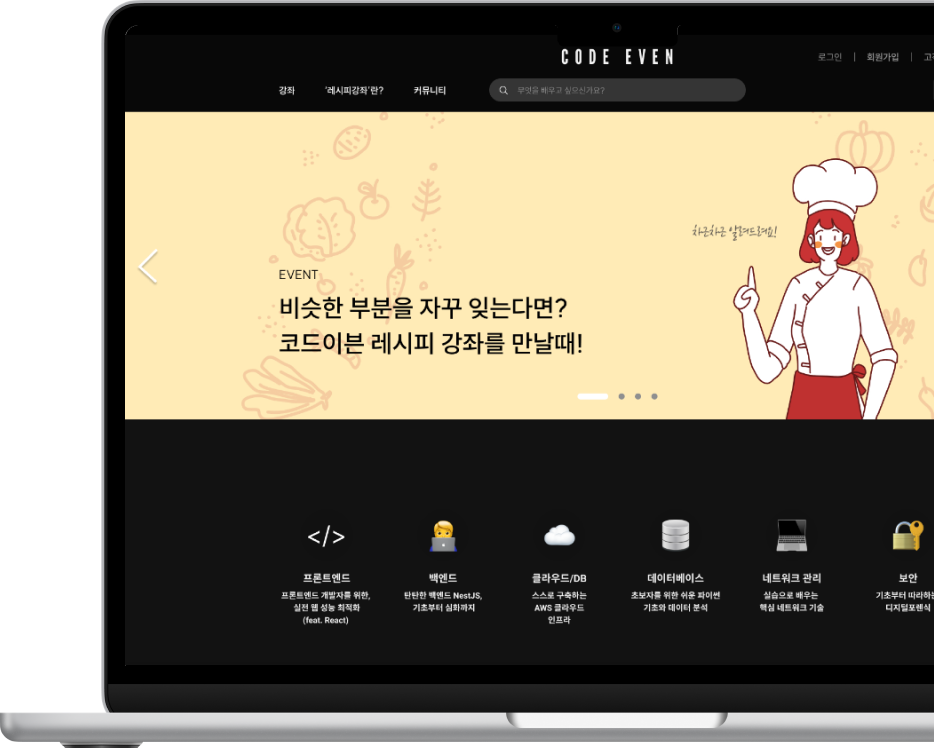 CODE EVEN
로그인 | 회원가입 |
강좌 '레시피강좌'란? 커뮤니티 무엇을 배우고 싶으신가요?
차근차근 알려드려요!
EVENT
비슷한 부분을 자꾸 잊는다면?
코드이븐 레시피 강좌를 만날때!
</>
프론트엔드
프론트엔드 개발자를 위한,
실전 웹 성능 최적화
(feat. React)
백엔드
탄탄한 백엔드 NestJS,
기초부터 심화까지
클라우드/DB
스스로 구축하는
AWS 클라우드
인프라
데이터베이스
초보자를 위한 쉬운 파이썬
기초와 데이터 분석
네트워크 관리
실습으로 배우는
핵심 네트워크 기술
보안
기초부터 따라하는
디지털포렌식